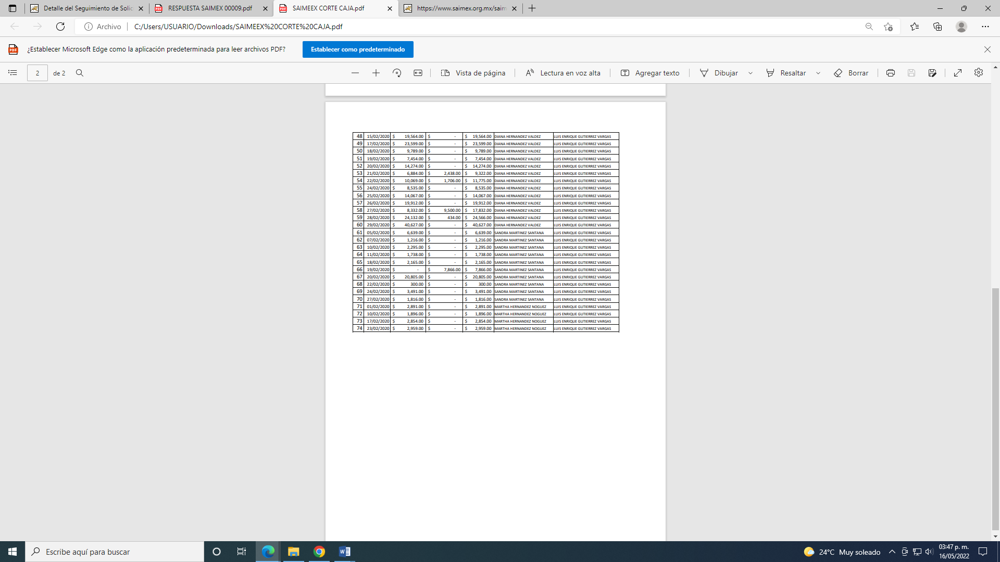 Detalle del Seguimiento de Solic
RESPUESTA SAIMEX 00009.pdf
SAIMEEX CORTE CAJA.pdf
https://www.saimex.org.mx/saim
Archivo
C:/Users/USUARIO/Downloads/SAIMEEX%20CORTE%20CAJA.pdf
PDF ¿Establecer Microsoft Edge como la aplicación predeterminada para leer archivos PDF? Establecer como predeterminado
2 de 2 Vista de página Lectura en voz alta Agregar texto Dibujar Resaltar Borrar
48 15/02/2020 $ 19,564.00 $ - $ 19,564.00 DIANA HERNANDEZ VALDEZ LUIS ENRIQUE GUTIERREZ VARGAS
49 17/02/2020 $ 23,599.00 $ - $ 23,599.00 DIANA HERNANDEZ VALDEZ LUIS ENRIQUE GUTIERREZ VARGAS
50 18/02/2020 $ 9,789.00 $ - $ 9,789.00 DIANA HERNANDEZ VALDEZ LUIS ENRIQUE GUTIERREZ VARGAS
51 19/02/2020 $ 7,454.00 $ - $ 7,454.00 DIANA HERNANDEZ VALDEZ LUIS ENRIQUE GUTIERREZ VARGAS
52 20/02/2020 $ 14,274.00 $ - $ 14,274.00 DIANA HERNANDEZ VALDEZ LUIS ENRIQUE GUTIERREZ VARGAS
53 21/02/2020 $ 6,884.00 $ 2,438.00 $ 9,322.00 DIANA HERNANDEZ VALDEZ LUIS ENRIQUE GUTIERREZ VARGAS
54 22/02/2020 $ 10,069.00 $ 1,706.00 $ 11,775.00 DIANA HERNANDEZ VALDEZ LUIS ENRIQUE GUTIERREZ VARGAS
55 24/02/2020 $ 8,535.00 $ - $ 8,535.00 DIANA HERNANDEZ VALDEZ LUIS ENRIQUE GUTIERREZ VARGAS
56 25/02/2020 $ 14,067.00 $ - $ 14,067.00 DIANA HERNANDEZ VALDEZ LUIS ENRIQUE GUTIERREZ VARGAS
57 26/02/2020 $ 19,912.00 $ - $ 19,912.00 DIANA HERNANDEZ VALDEZ LUIS ENRIQUE GUTIERREZ VARGAS
58 27/02/2020 $ 8,332.00 $ 9,500.00 $ 17,832.00 DIANA HERNANDEZ VALDEZ LUIS ENRIQUE GUTIERREZ VARGAS
59 28/02/2020 $ 24,132.00 $ 434.00 $ 24,566.00 DIANA HERNANDEZ VALDEZ LUIS ENRIQUE GUTIERREZ VARGAS
60 29/02/2020 $ 40,627.00 $ - $ 40,627.00 DIANA HERNANDEZ VALDEZ LUIS ENRIQUE GUTIERREZ VARGAS
61 05/02/2020 $ 6,639.00 $ - $ 6,639.00 SANDRA MARTINEZ SANTANA LUIS ENRIQUE GUTIERREZ VARGAS
62 07/02/2020 $ 1,216.00 $ - $ 1,216.00 SANDRA MARTINEZ SANTANA LUIS ENRIQUE GUTIERREZ VARGAS
63 10/02/2020 $ 2,295.00 $ - $ 2,295.00 SANDRA MARTINEZ SANTANA LUIS ENRIQUE GUTIERREZ VARGAS
64 11/02/2020 $ 1,738.00 $ - $ 1,738.00 SANDRA MARTINEZ SANTANA LUIS ENRIQUE GUTIERREZ VARGAS
65 18/02/2020 $ 2,165.00 $ - $ 2,165.00 SANDRA MARTINEZ SANTANA LUIS ENRIQUE GUTIERREZ VARGAS
66 19/02/2020 $ - $ 7,866.00 $ 7,866.00 SANDRA MARTINEZ SANTANA LUIS ENRIQUE GUTIERREZ VARGAS
67 20/02/2020 $ 20,805.00 $ - $ 20,805.00 SANDRA MARTINEZ SANTANA LUIS ENRIQUE GUTIERREZ VARGAS
68 22/02/2020 $ 300.00 $ - $ 300.00 SANDRA MARTINEZ SANTANA LUIS ENRIQUE GUTIERREZ VARGAS
69 24/02/2020 $ 3,491.00 $ - $ 3,491.00 SANDRA MARTINEZ SANTANA LUIS ENRIQUE GUTIERREZ VARGAS
70 27/02/2020 $ 1,816.00 $ - $ 1,816.00 SANDRA MARTINEZ SANTANA LUIS ENRIQUE GUTIERREZ VARGAS
71 01/02/2020 $ 2,891.00 $ - $ 2,891.00 MARTHA HERNANDEZ NOGUEZ LUIS ENRIQUE GUTIERREZ VARGAS
72 10/02/2020 $ 1,896.00 $ - $ 1,896.00 MARTHA HERNANDEZ NOGUEZ LUIS ENRIQUE GUTIERREZ VARGAS
73 17/02/2020 $ 2,854.00 $ - $ 2,854.00 MARTHA HERNANDEZ NOGUEZ LUIS ENRIQUE GUTIERREZ VARGAS
74 23/02/2020 $ 2,959.00 $ - $ 2,959.00 MARTHA HERNANDEZ NOGUEZ LUIS ENRIQUE GUTIERREZ VARGAS
Escribe aquí para buscar
24°C Muy soleado
03:47 p. m.
16/05/2022